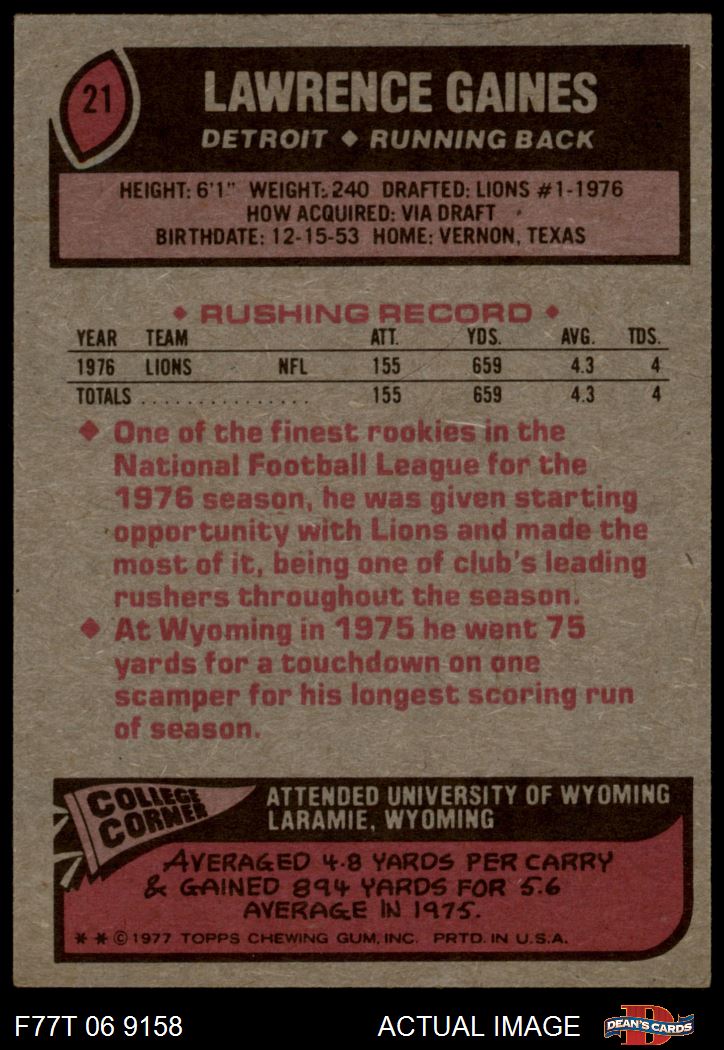 21
LAWRENCE GAINES
DETROIT ◆ RUNNING BACK
HEIGHT: 6'1" WEIGHT: 240 DRAFTED: LIONS #1-1976
HOW ACQUIRED: VIA DRAFT
BIRTHDATE: 12-15-53 HOME: VERNON, TEXAS
◆ RUSHING RECORD ◆
YEAR TEAM ATT. YDS. AVG. TDS.
1976 LIONS NFL 155 659 4.3 4
TOTALS . . . . . . . . . . . . . . . 155 659 4.3 4
◆ One of the finest rookies in the
National Football League for the
1976 season, he was given starting
opportunity with Lions and made the
most of it, being one of club's leading
rushers throughout the season.
◆ At Wyoming in 1975 he went 75
yards for a touchdown on one
scamper for his longest scoring run
of season.
COLLEGE
CORNER
ATTENDED UNIVERSITY OF WYOMING
LARAMIE, WYOMING
AVERAGED 4.8 YARDS PER CARRY
& GAINED 894 YARDS FOR 5.6
AVERAGE IN 1975.
* * © 1977 TOPPS CHEWING GUM, INC. PRTD. IN U.S.A.
F77T 06 9158 ACTUAL IMAGE
D
DEAN'S CARDS